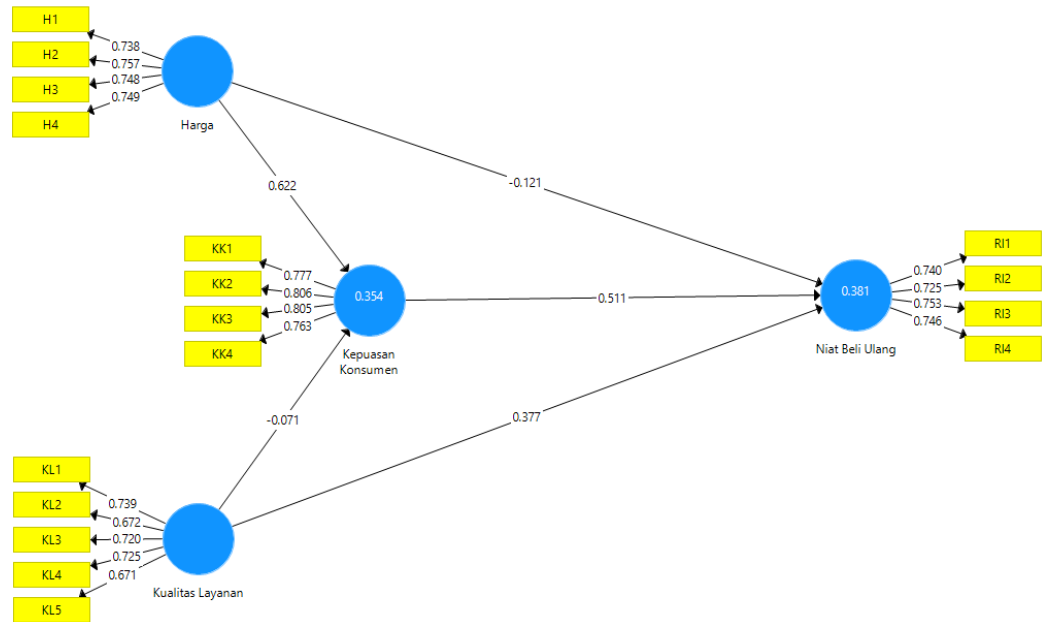 H1
H2
H3
H4
0.738
0.757
0.748
0.749
Harga
0.622
-0.121
KK1
KK2
KK3
KK4
0.777
0.806
0.805
0.763
0.354
Kepuasan
Konsumen
0.511
0.381
Niat Beli Ulang
0.740
0.725
0.753
0.746
RI1
RI2
RI3
RI4
-0.071
0.377
KL1
KL2
KL3
KL4
KL5
0.739
0.672
0.720
0.725
0.671
Kualitas Layanan